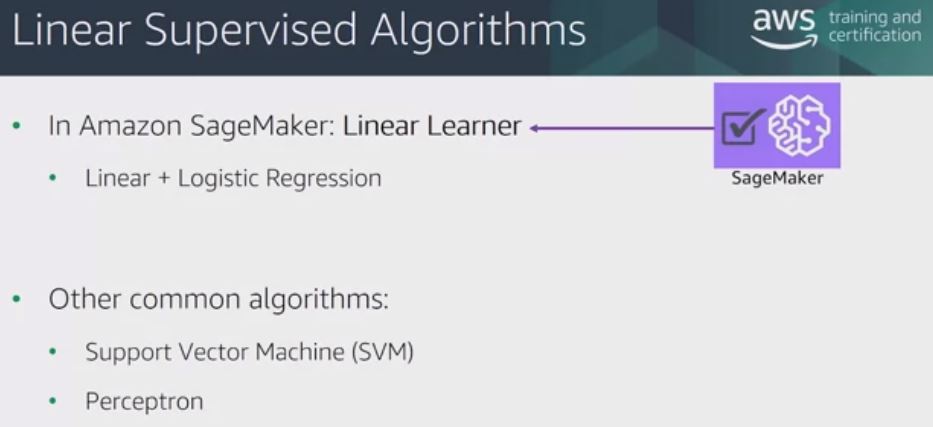 Linear Supervised Algorithms
aws training and certification
• In Amazon SageMaker: Linear Learner
SageMaker
• Linear + Logistic Regression
• Other common algorithms:
• Support Vector Machine (SVM)
• Perceptron